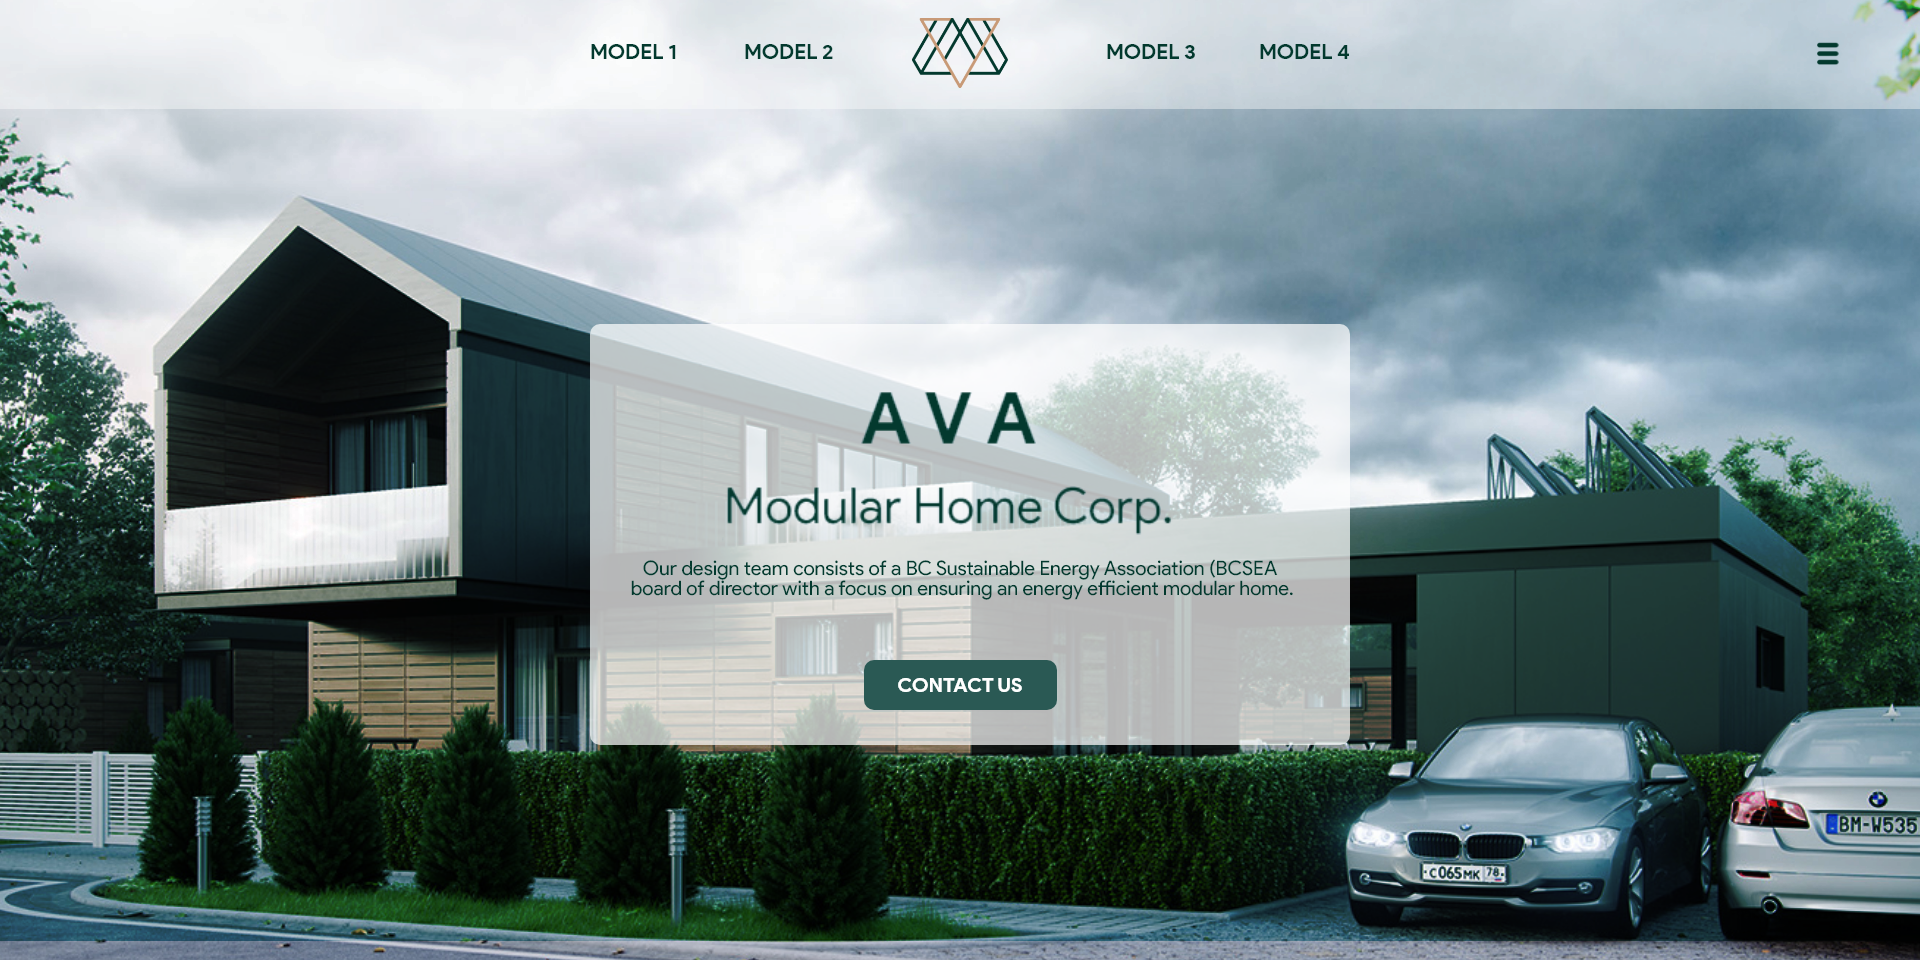 MODEL 1 MODEL 2 MODEL 3 MODEL 4
AVA
Modular Home Corp.
Our design team consists of a BC Sustainable Energy Association (BCSEA
board of director with a focus on ensuring an energy efficient modular home.
CONTACT US
C065MK 78
BM-W535